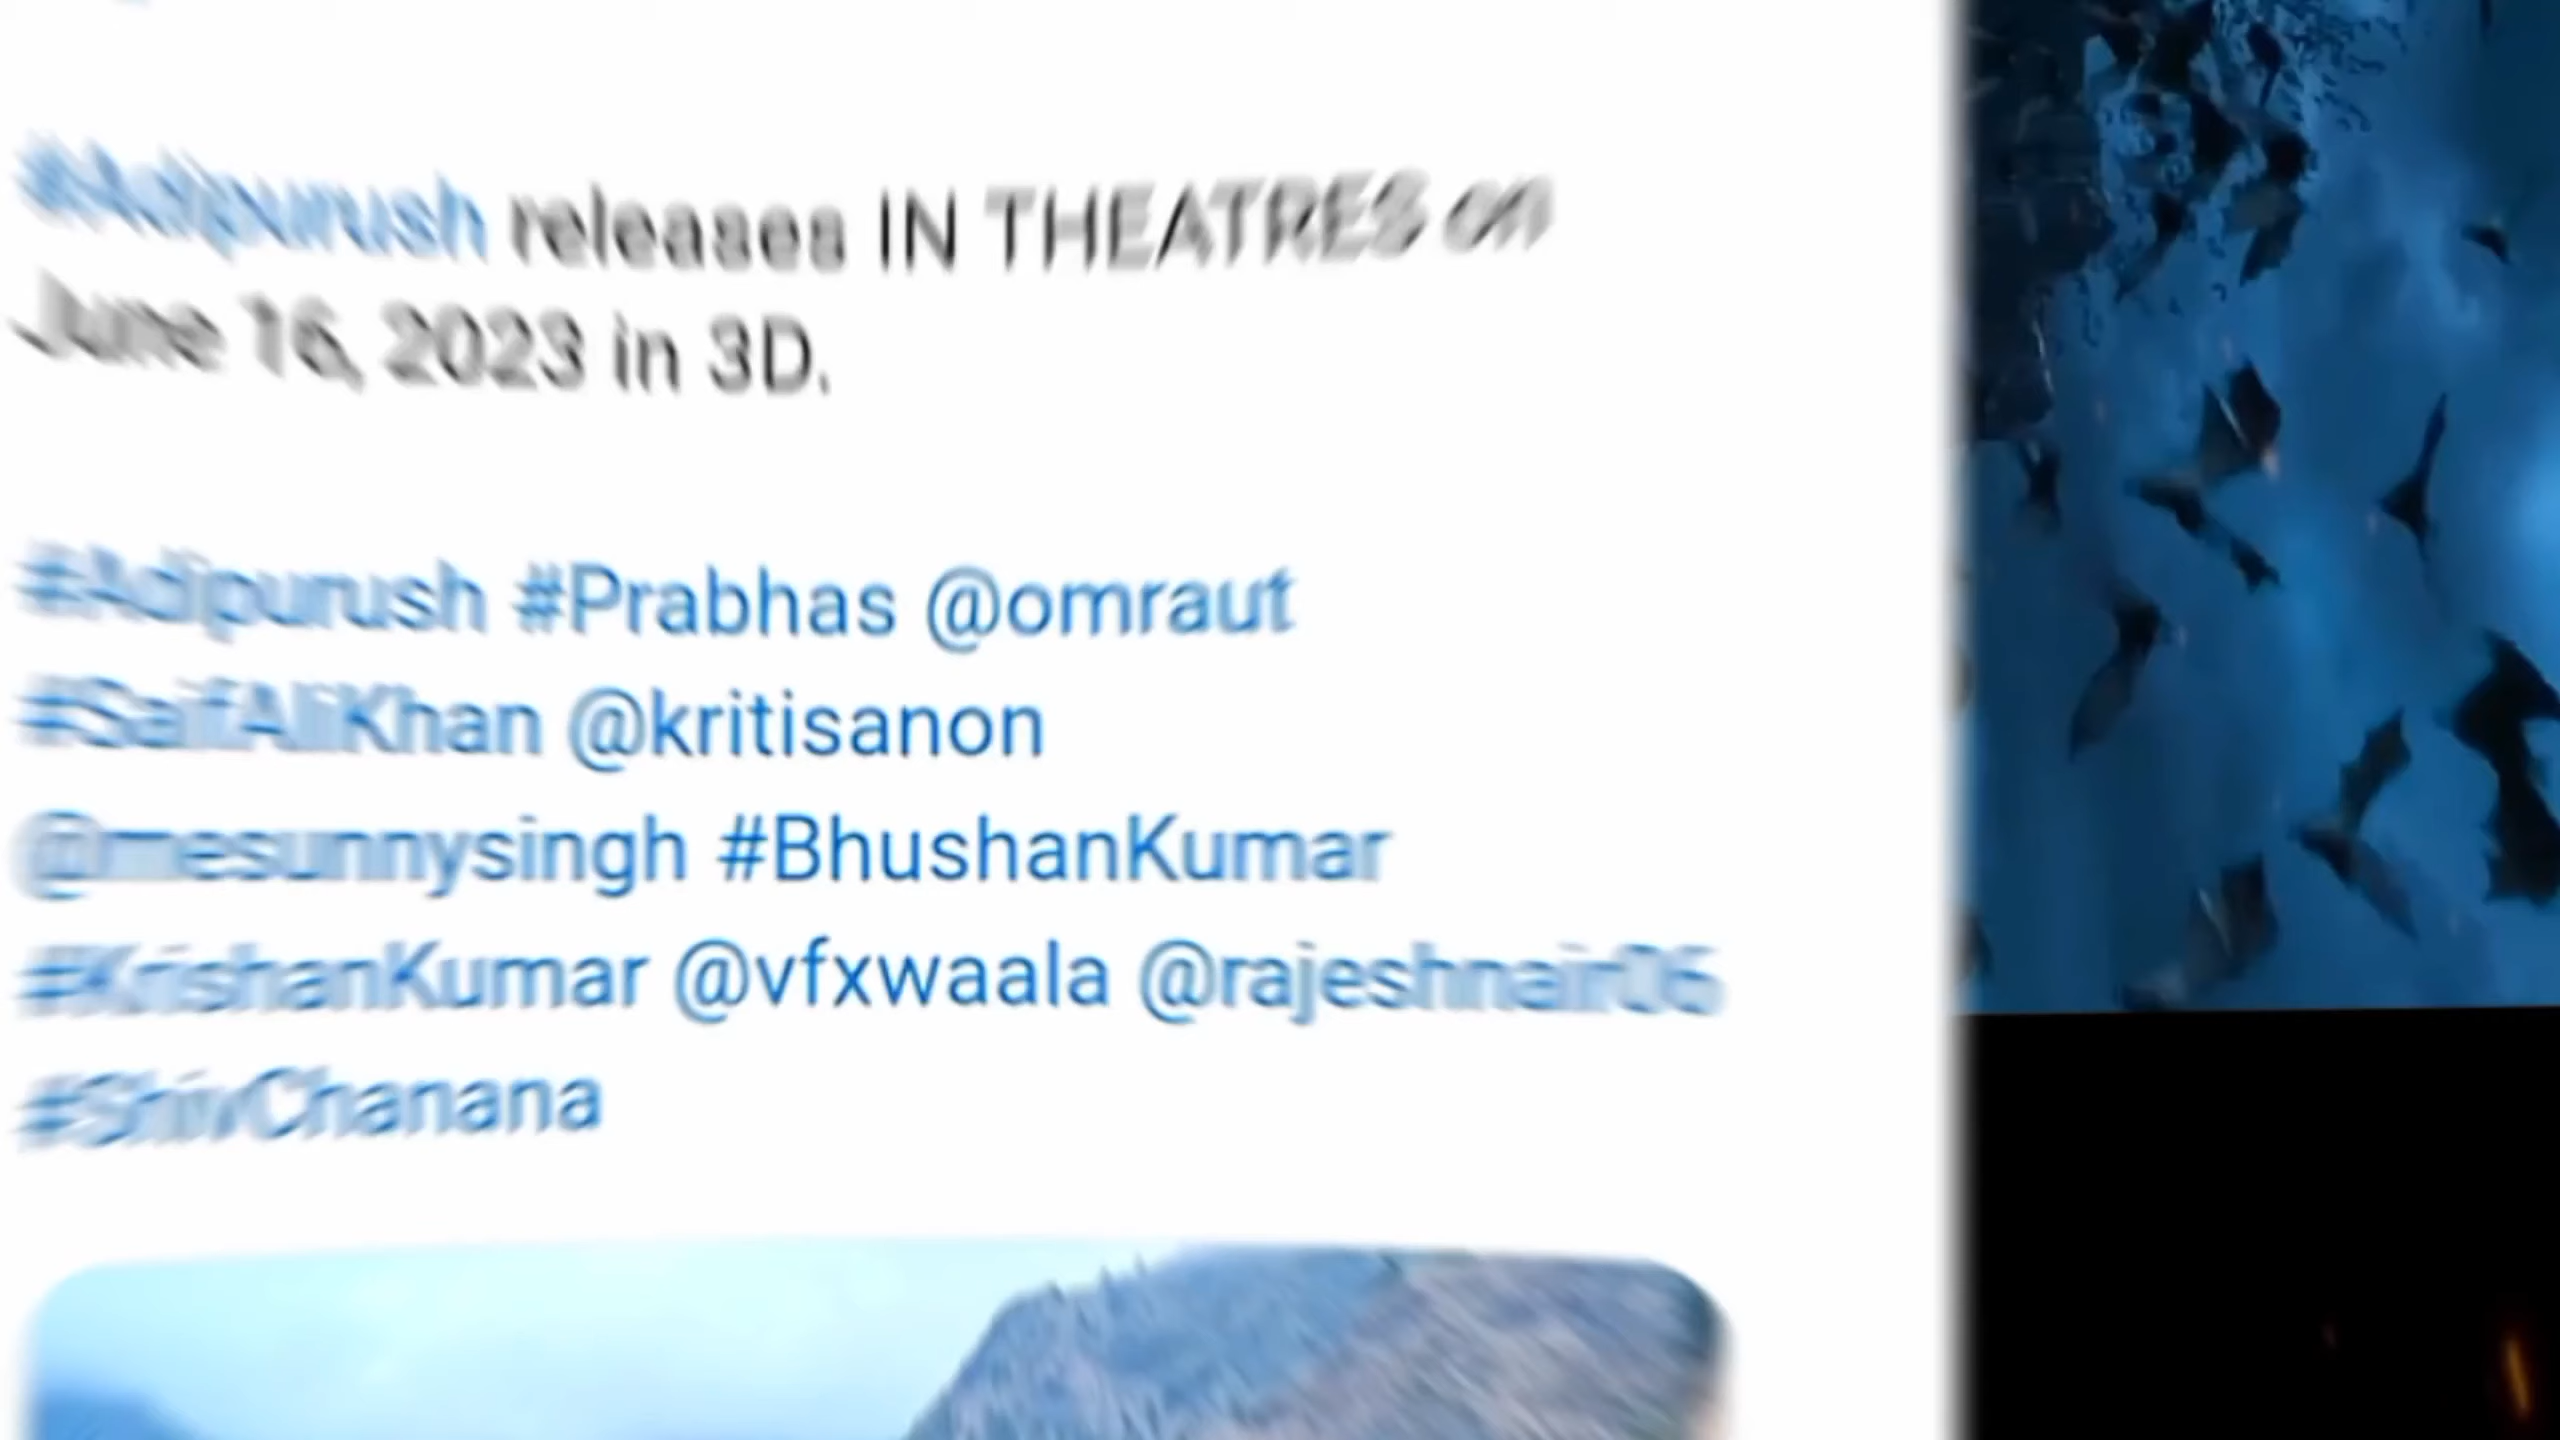 #Adipurush releases IN THEATRES on
June 16, 2023 in 3D.
#Adipurush #Prabhas @omraut
#SaifAliKhan @kritisanon
@mesunnysingh #BhushanKumar
#KrishanKumar @vfxwaala @rajeshnair06
#ShivChanana